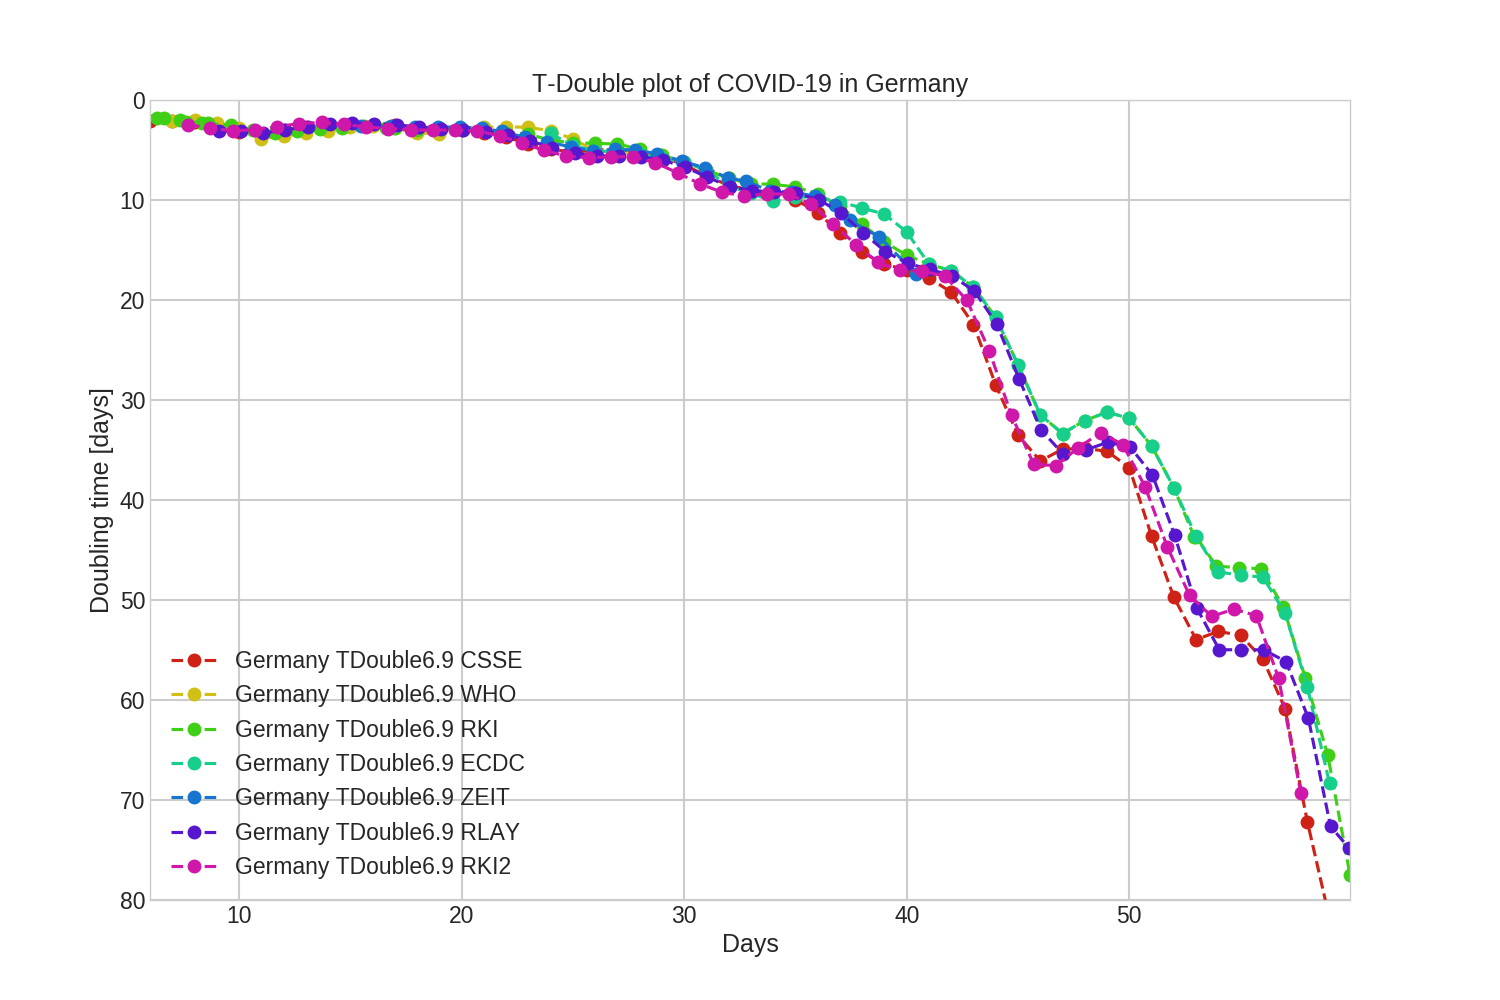 T-Double plot of COVID-19 in Germany
Doubling time [days]
0
10
20
30
40
50
60
70
80
Germany TDouble6.9 CSSE
Germany TDouble6.9 WHO
Germany TDouble6.9 RKI
Germany TDouble6.9 ECDC
Germany TDouble6.9 ZEIT
Germany TDouble6.9 RLAY
Germany TDouble6.9 RKI2
10 20 30 40 50
Days